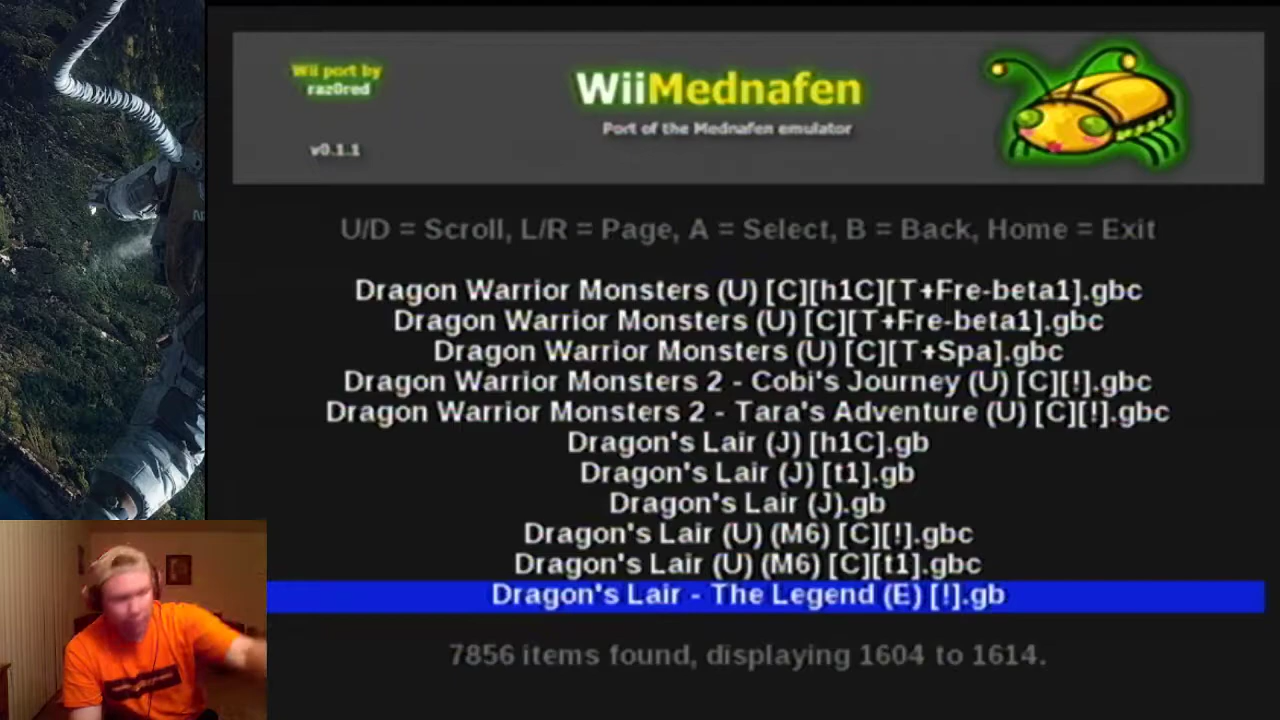 Wii port by
raz0red
v0.1.1
WiiMednafen
Port of the Mednafen emulator
U/D = Scroll, L/R = Page, A = Select, B = Back, Home = Exit
Dragon Warrior Monsters (U) [C][h1C][T+Fre-beta1].gbc
Dragon Warrior Monsters (U) [C][T+Fre-beta1].gbc
Dragon Warrior Monsters (U) [C][T+Spa].gbc
Dragon Warrior Monsters 2 - Cobi's Journey (U) [C][!].gbc
Dragon Warrior Monsters 2 - Tara's Adventure (U) [C][!].gbc
Dragon's Lair (J) [h1C].gb
Dragon's Lair (J) [t1].gb
Dragon's Lair (J).gb
Dragon's Lair (U) (M6) [C][!].gbc
Dragon's Lair (U) (M6) [C][t1].gbc
Dragon's Lair - The Legend (E) [!].gb
7856 items found, displaying 1604 to 1614.